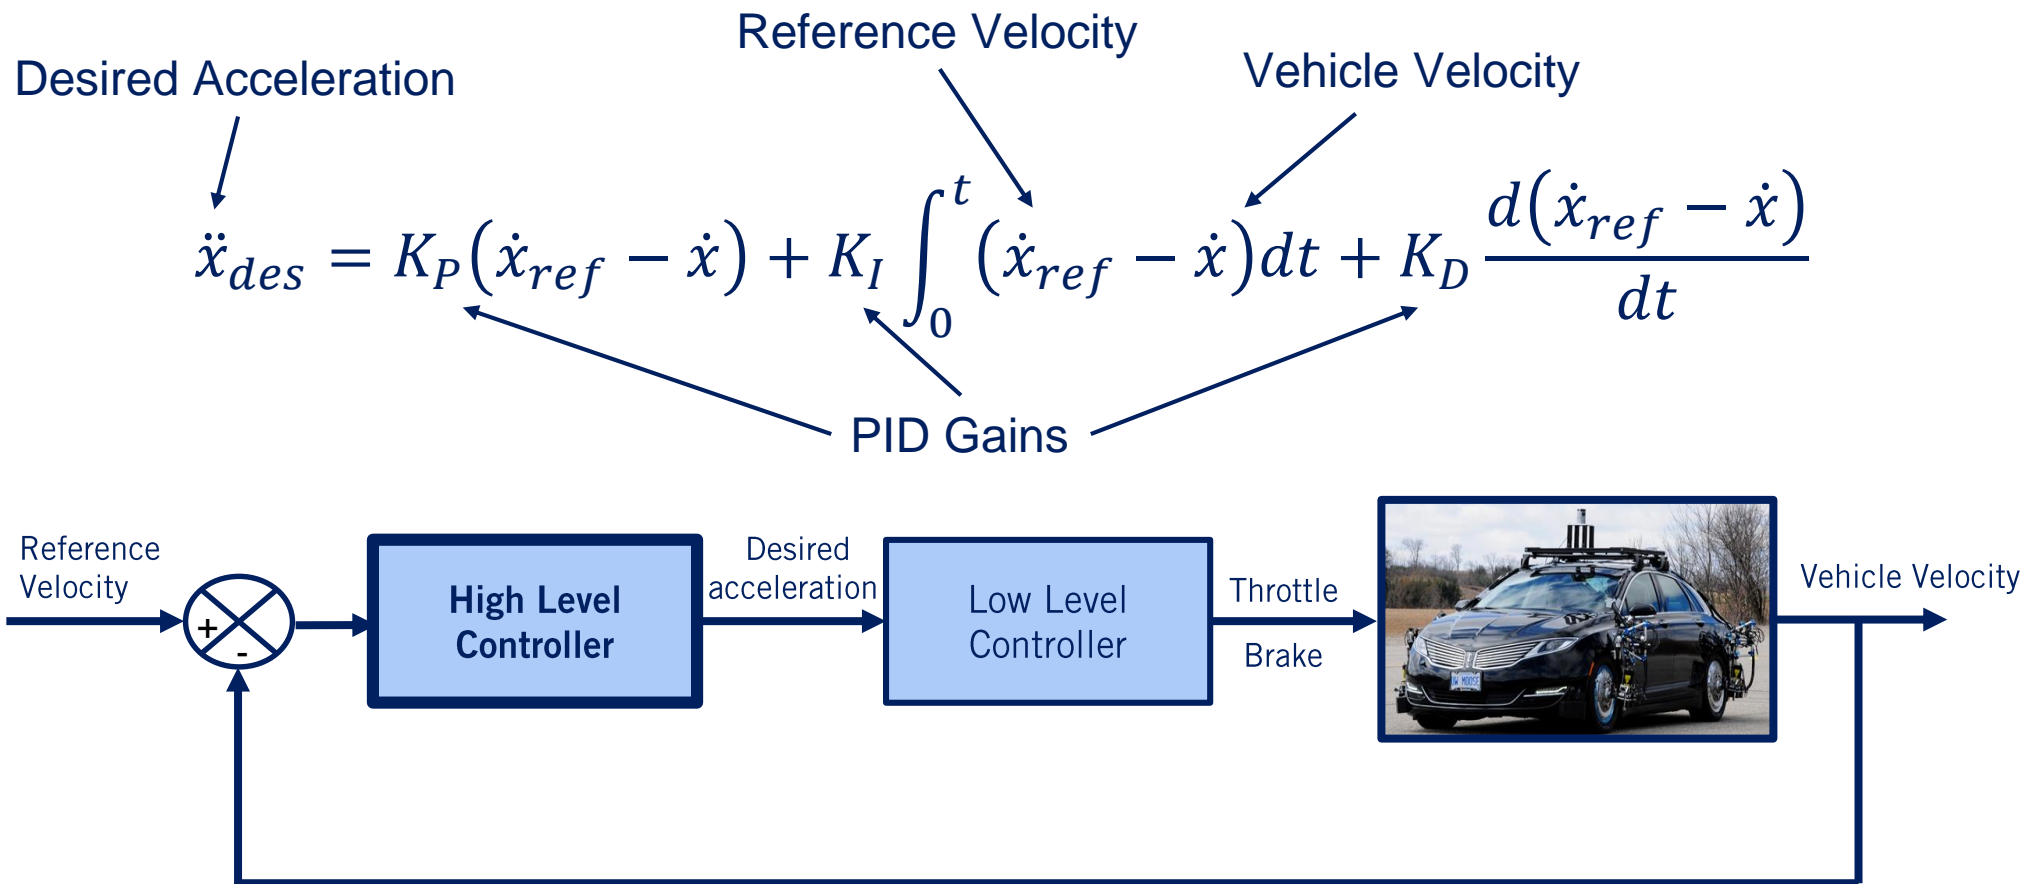 Reference Velocity
Desired Acceleration
Vehicle Velocity
ẍ_des = K_P(ẋ_ref − ẋ) + K_I ∫_0^t (ẋ_ref − ẋ)dt + K_D d(ẋ_ref − ẋ)/dt
PID Gains
Reference
Velocity
+
-
High Level
Controller
Desired
acceleration
Low Level
Controller
Throttle
Brake
MOOSE
Vehicle Velocity